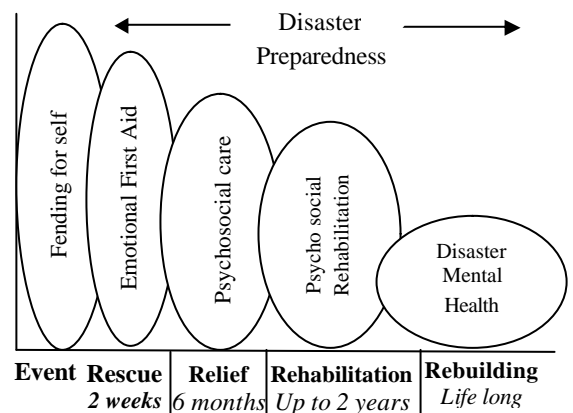 Disaster
Preparedness
Fending for self
Emotional First Aid
Psychosocial care
Psycho social
Rehabilitation
Disaster
Mental
Health
Event Rescue Relief Rehabilitation Rebuilding
2 weeks 6 months Up to 2 years Life long